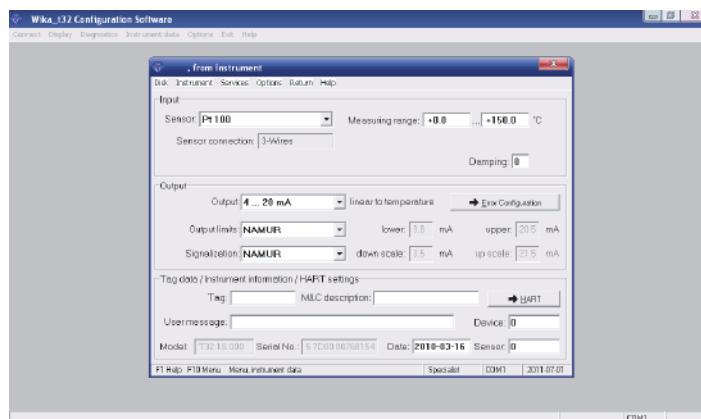 Wika_t32 Configuration Software
Connect Display Diagnostics Instrument data Options Exit Help
, from instrument
Disk Instrument Services Options Return Help
Input
Sensor: Pt 100 Measuring range: +0.0 ... +150.0 °C
Sensor connection: 3-Wires
Damping: 0
Output
Output: 4 ... 20 mA linear to temperature Error Configuration
Output limits: NAMUR lower: 3.8 mA upper: 20.5 mA
Signalization: NAMUR down scale: 3.5 mA up scale: 21.5 mA
Tag data / Instrument information / HART settings
Tag: description: HART
User message: Device: 0
Model: T32.1S.000 Serial No.: Date: 2010-03-16 Sensor: 0
F1 Help F10 Menu Menu, instrument data Specialist COM1 2011-07-01
COM1